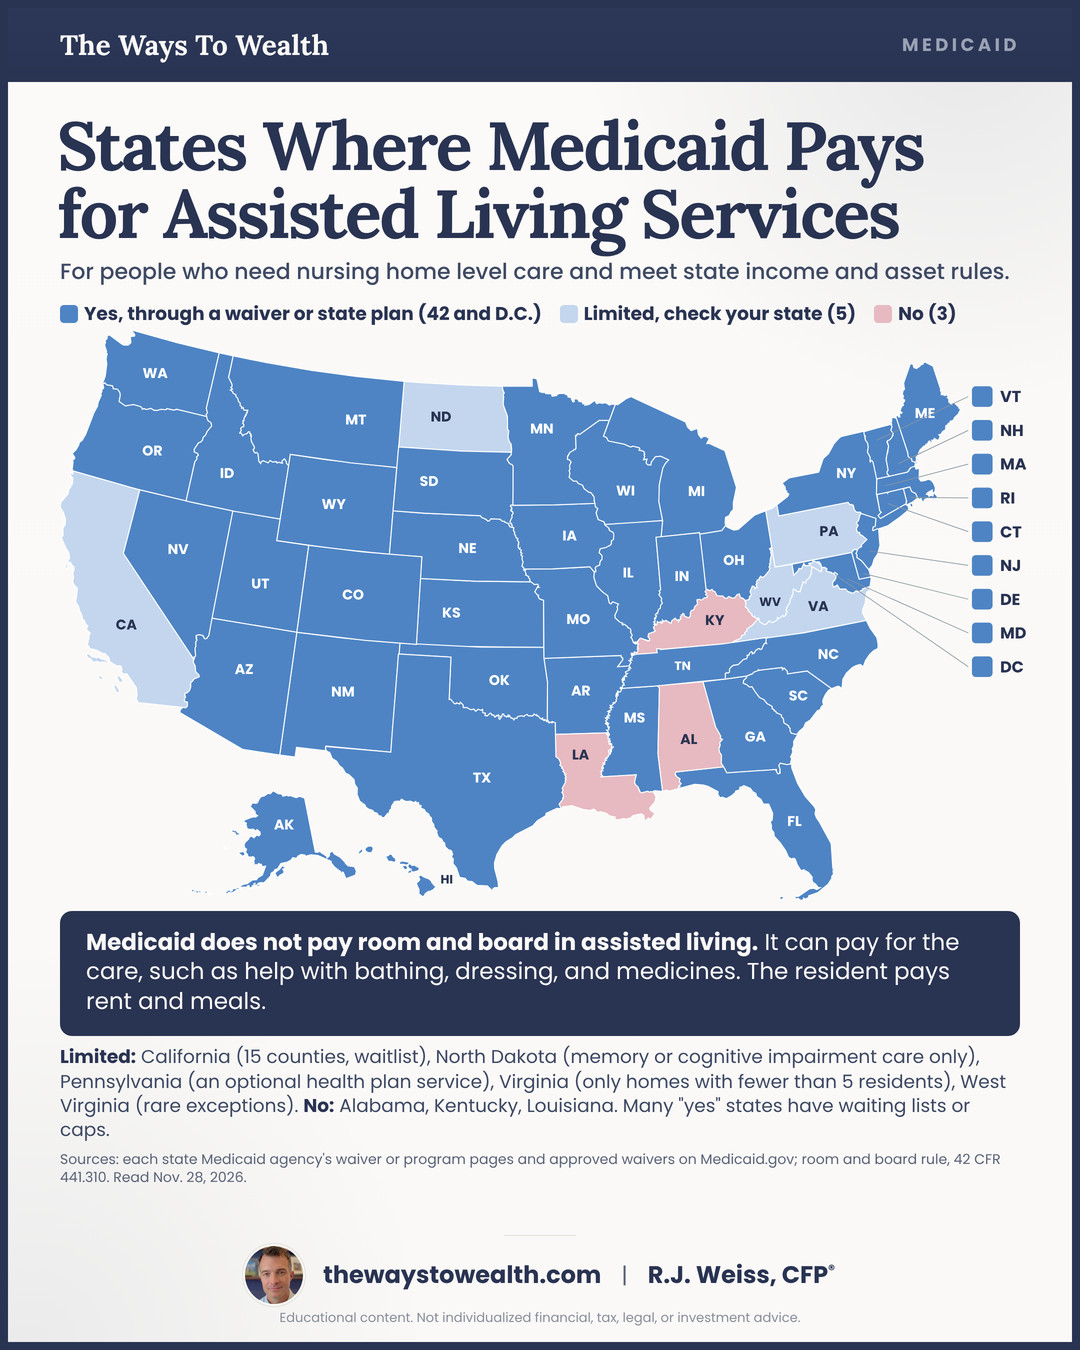 The Ways To Wealth
MEDICAID
States Where Medicaid Pays
for Assisted Living Services
For people who need nursing home level care and meet state income and asset rules.
Yes, through a waiver or state plan (42 and D.C.)
Limited, check your state (5)
No (3)
WA
MT
ND
MN
ME
VT
OR
ID
SD
WI
MI
NY
NH
WY
MA
NV
NE
IA
PA
RI
UT
CO
IL
IN
OH
CT
CA
KS
MO
KY
WV
VA
NJ
AZ
NM
OK
AR
TN
NC
DE
MS
SC
MD
TX
LA
AL
GA
DC
AK
HI
FL
Medicaid does not pay room and board in assisted living. It can pay for the
care, such as help with bathing, dressing, and medicines. The resident pays
rent and meals.
Limited: California (15 counties, waitlist), North Dakota (memory or cognitive impairment care only),
Pennsylvania (an optional health plan service), Virginia (only homes with fewer than 5 residents), West
Virginia (rare exceptions). No: Alabama, Kentucky, Louisiana. Many "yes" states have waiting lists or
caps.
Sources: each state Medicaid agency's waiver or program pages and approved waivers on Medicaid.gov; room and board rule, 42 CFR
441.310. Read Nov. 28, 2026.
thewaystowealth.com | R.J. Weiss, CFP®
Educational content. Not individualized financial, tax, legal, or investment advice.